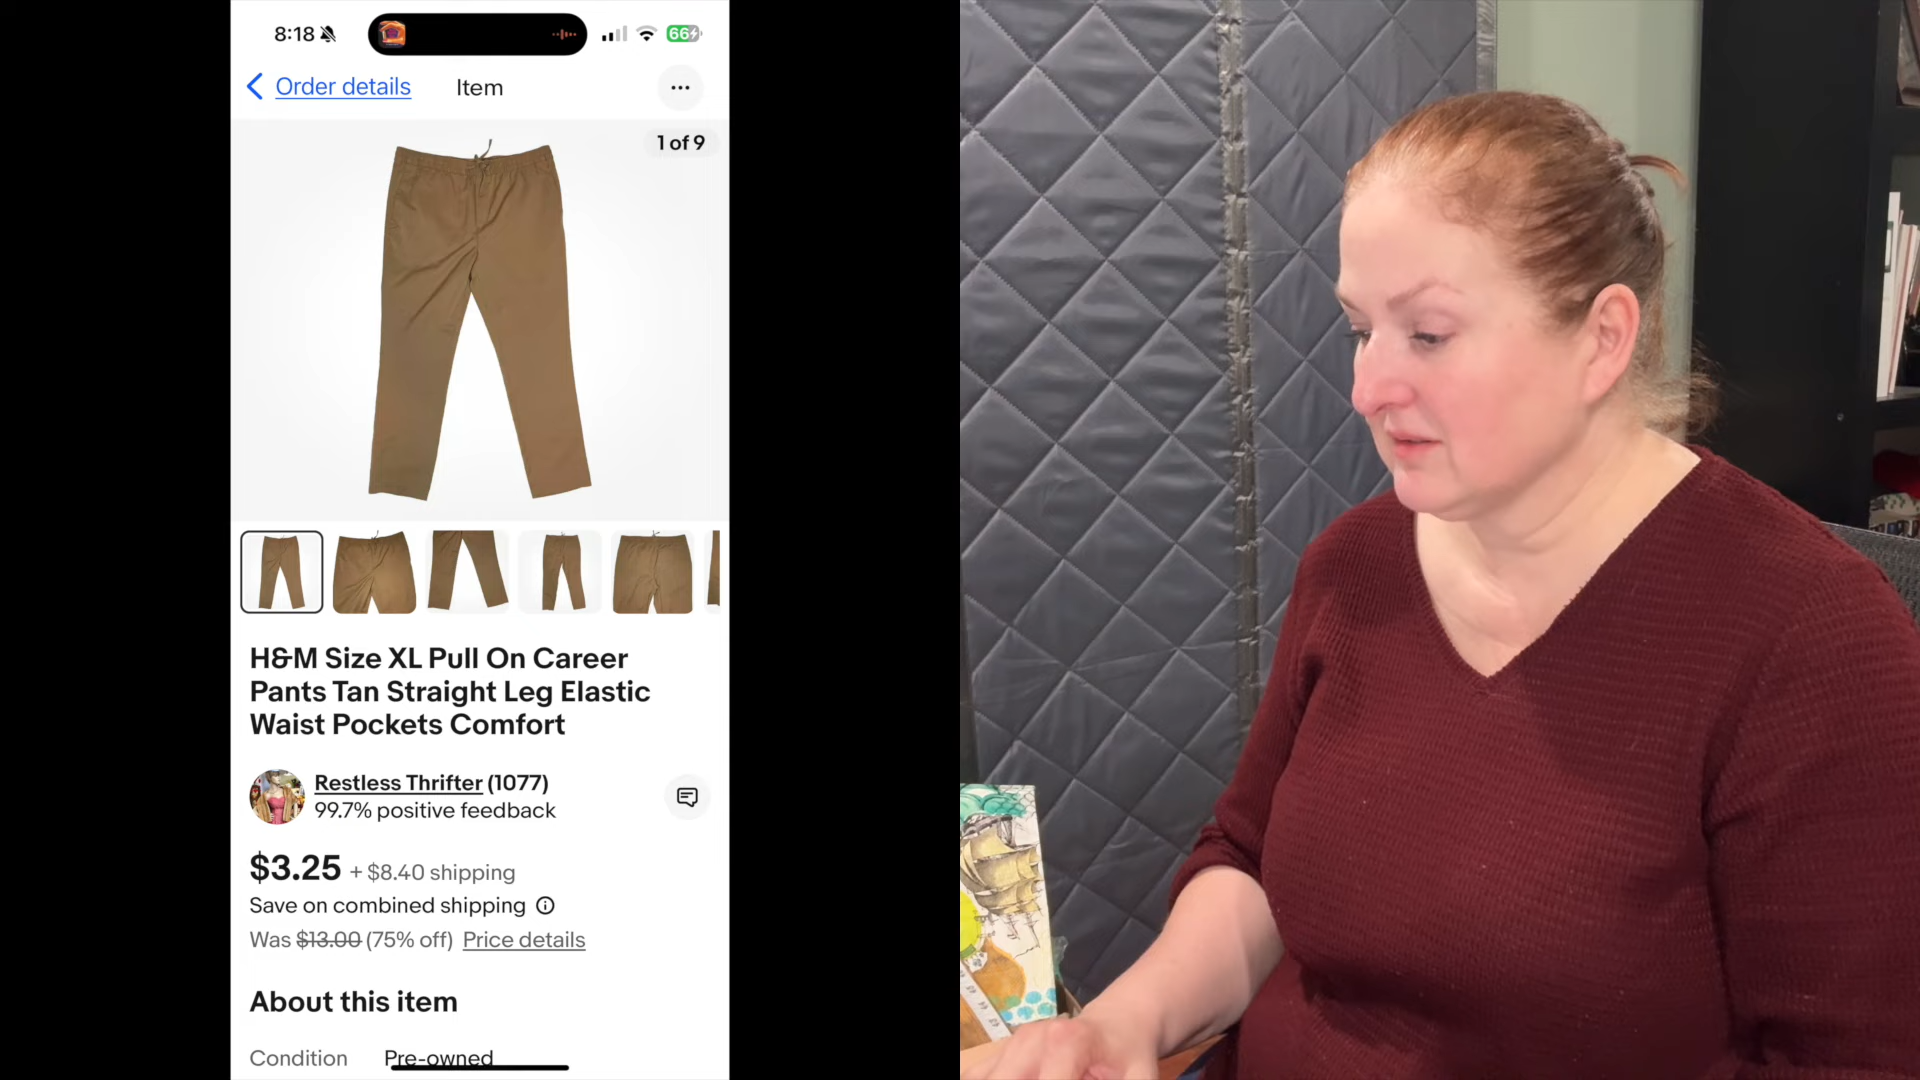 8:18
66
Order details
Item
1 of 9
H&M Size XL Pull On Career
Pants Tan Straight Leg Elastic
Waist Pockets Comfort
Restless Thrifter (1077)
99.7% positive feedback
$3.25 + $8.40 shipping
Save on combined shipping
Was $13.00 (75% off) Price details
About this item
Condition Pre-owned